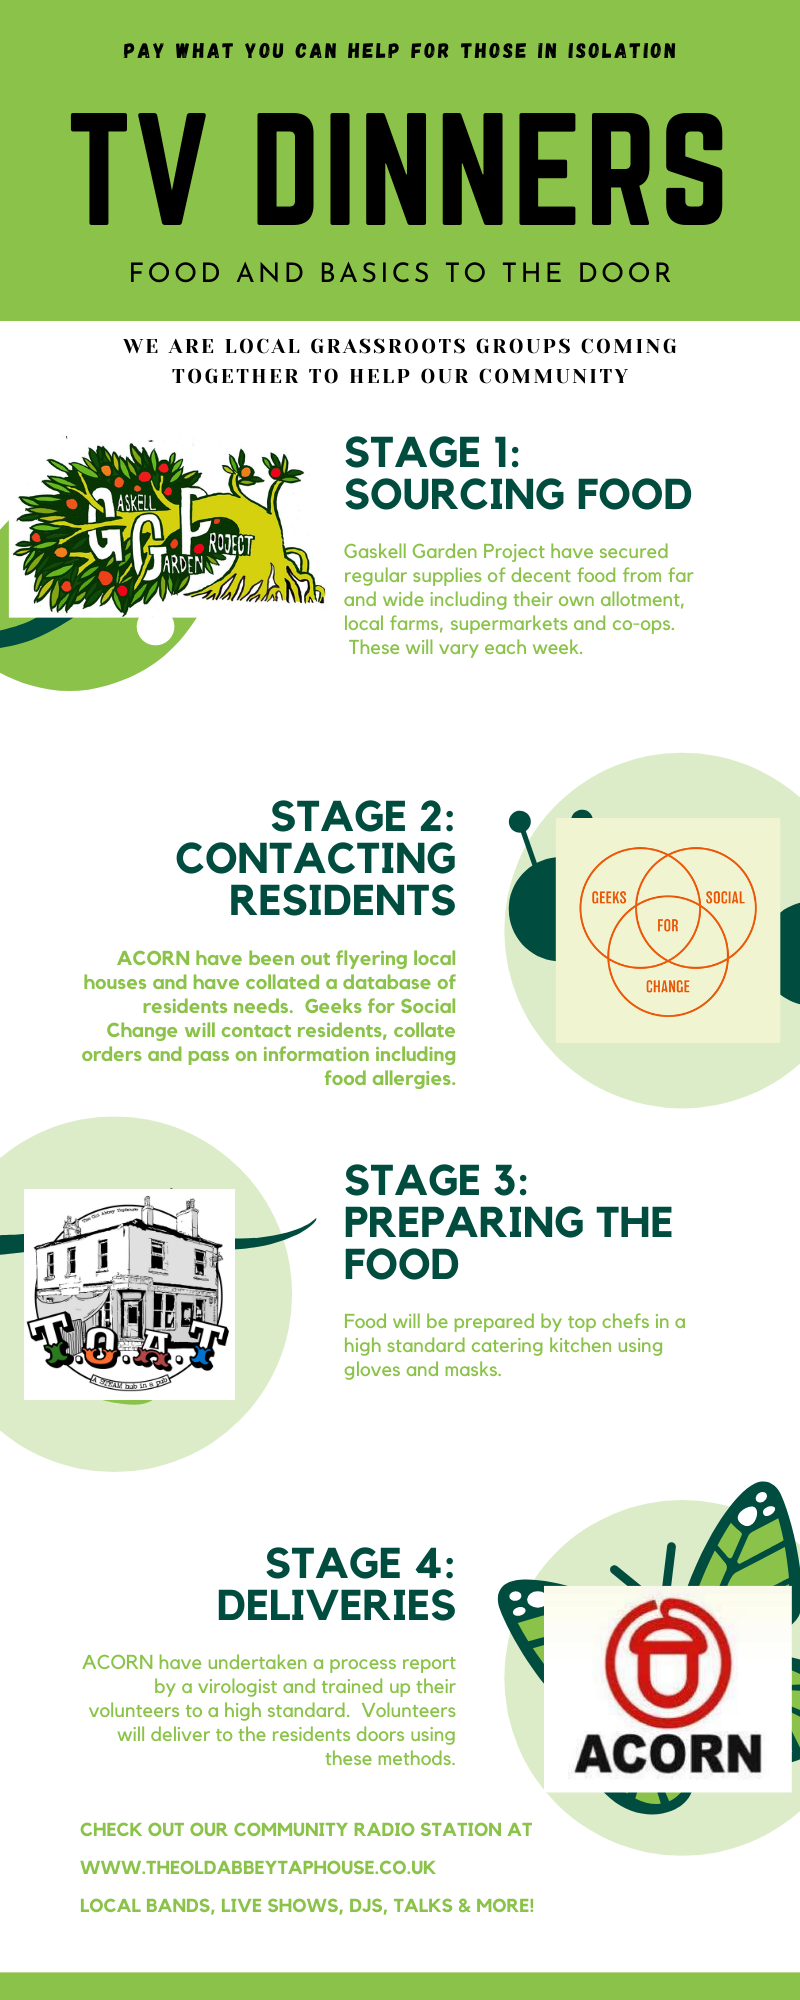 PAY WHAT YOU CAN HELP FOR THOSE IN ISOLATION
TV DINNERS
FOOD AND BASICS TO THE DOOR
WE ARE LOCAL GRASSROOTS GROUPS COMING
TOGETHER TO HELP OUR COMMUNITY
GASKELL
GARDEN
PROJECT
STAGE 1:
SOURCING FOOD
Gaskell Garden Project have secured
regular supplies of decent food from far
and wide including their own allotment,
local farms, supermarkets and co-ops.
These will vary each week.
STAGE 2:
CONTACTING
RESIDENTS
ACORN have been out flyering local
houses and have collated a database of
residents needs.  Geeks for Social
Change will contact residents, collate
orders and pass on information including
food allergies.
GEEKS
SOCIAL
FOR
CHANGE
The Old Abbey Taphouse
T.O.A.T
A STEAM hub in a pub
STAGE 3:
PREPARING THE
FOOD
Food will be prepared by top chefs in a
high standard catering kitchen using
gloves and masks.
STAGE 4:
DELIVERIES
ACORN have undertaken a process report
by a virologist and trained up their
volunteers to a high standard.  Volunteers
will deliver to the residents doors using
these methods.
ACORN
CHECK OUT OUR COMMUNITY RADIO STATION AT
WWW.THEOLDABBEYTAPHOUSE.CO.UK
LOCAL BANDS, LIVE SHOWS, DJS, TALKS & MORE!